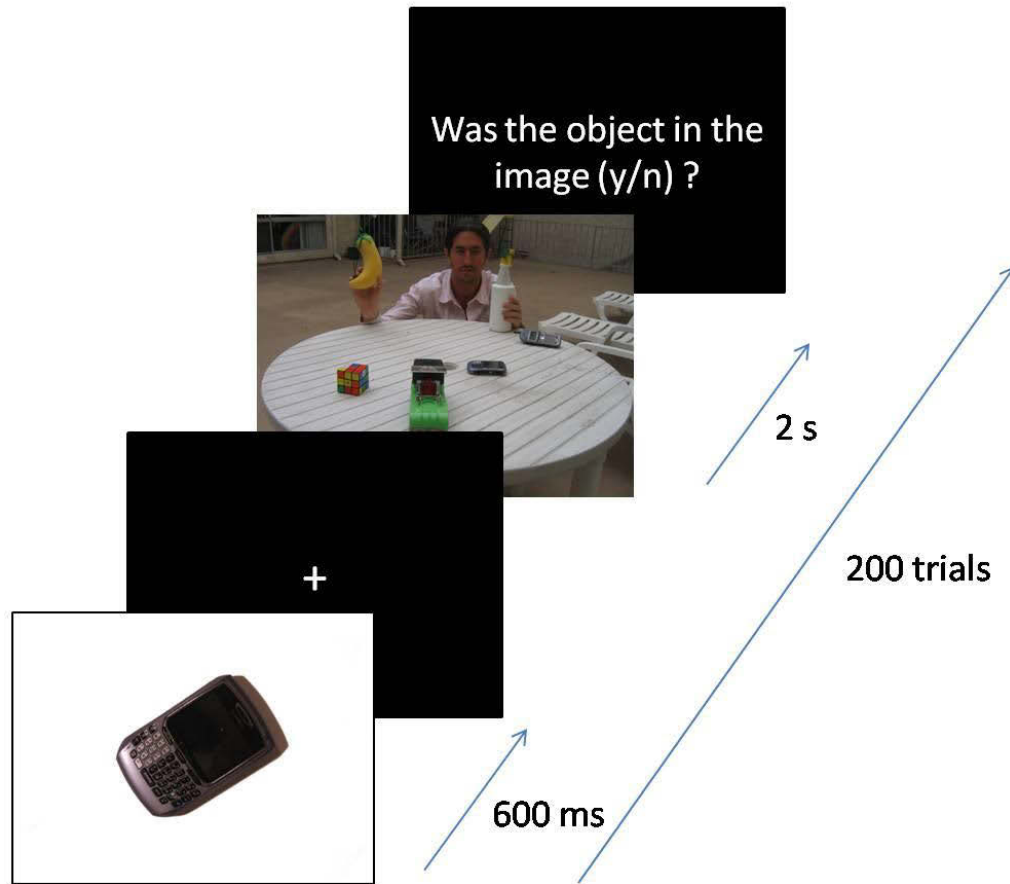 Was the object in the
image (y/n) ?
2 s
200 trials
+
600 ms